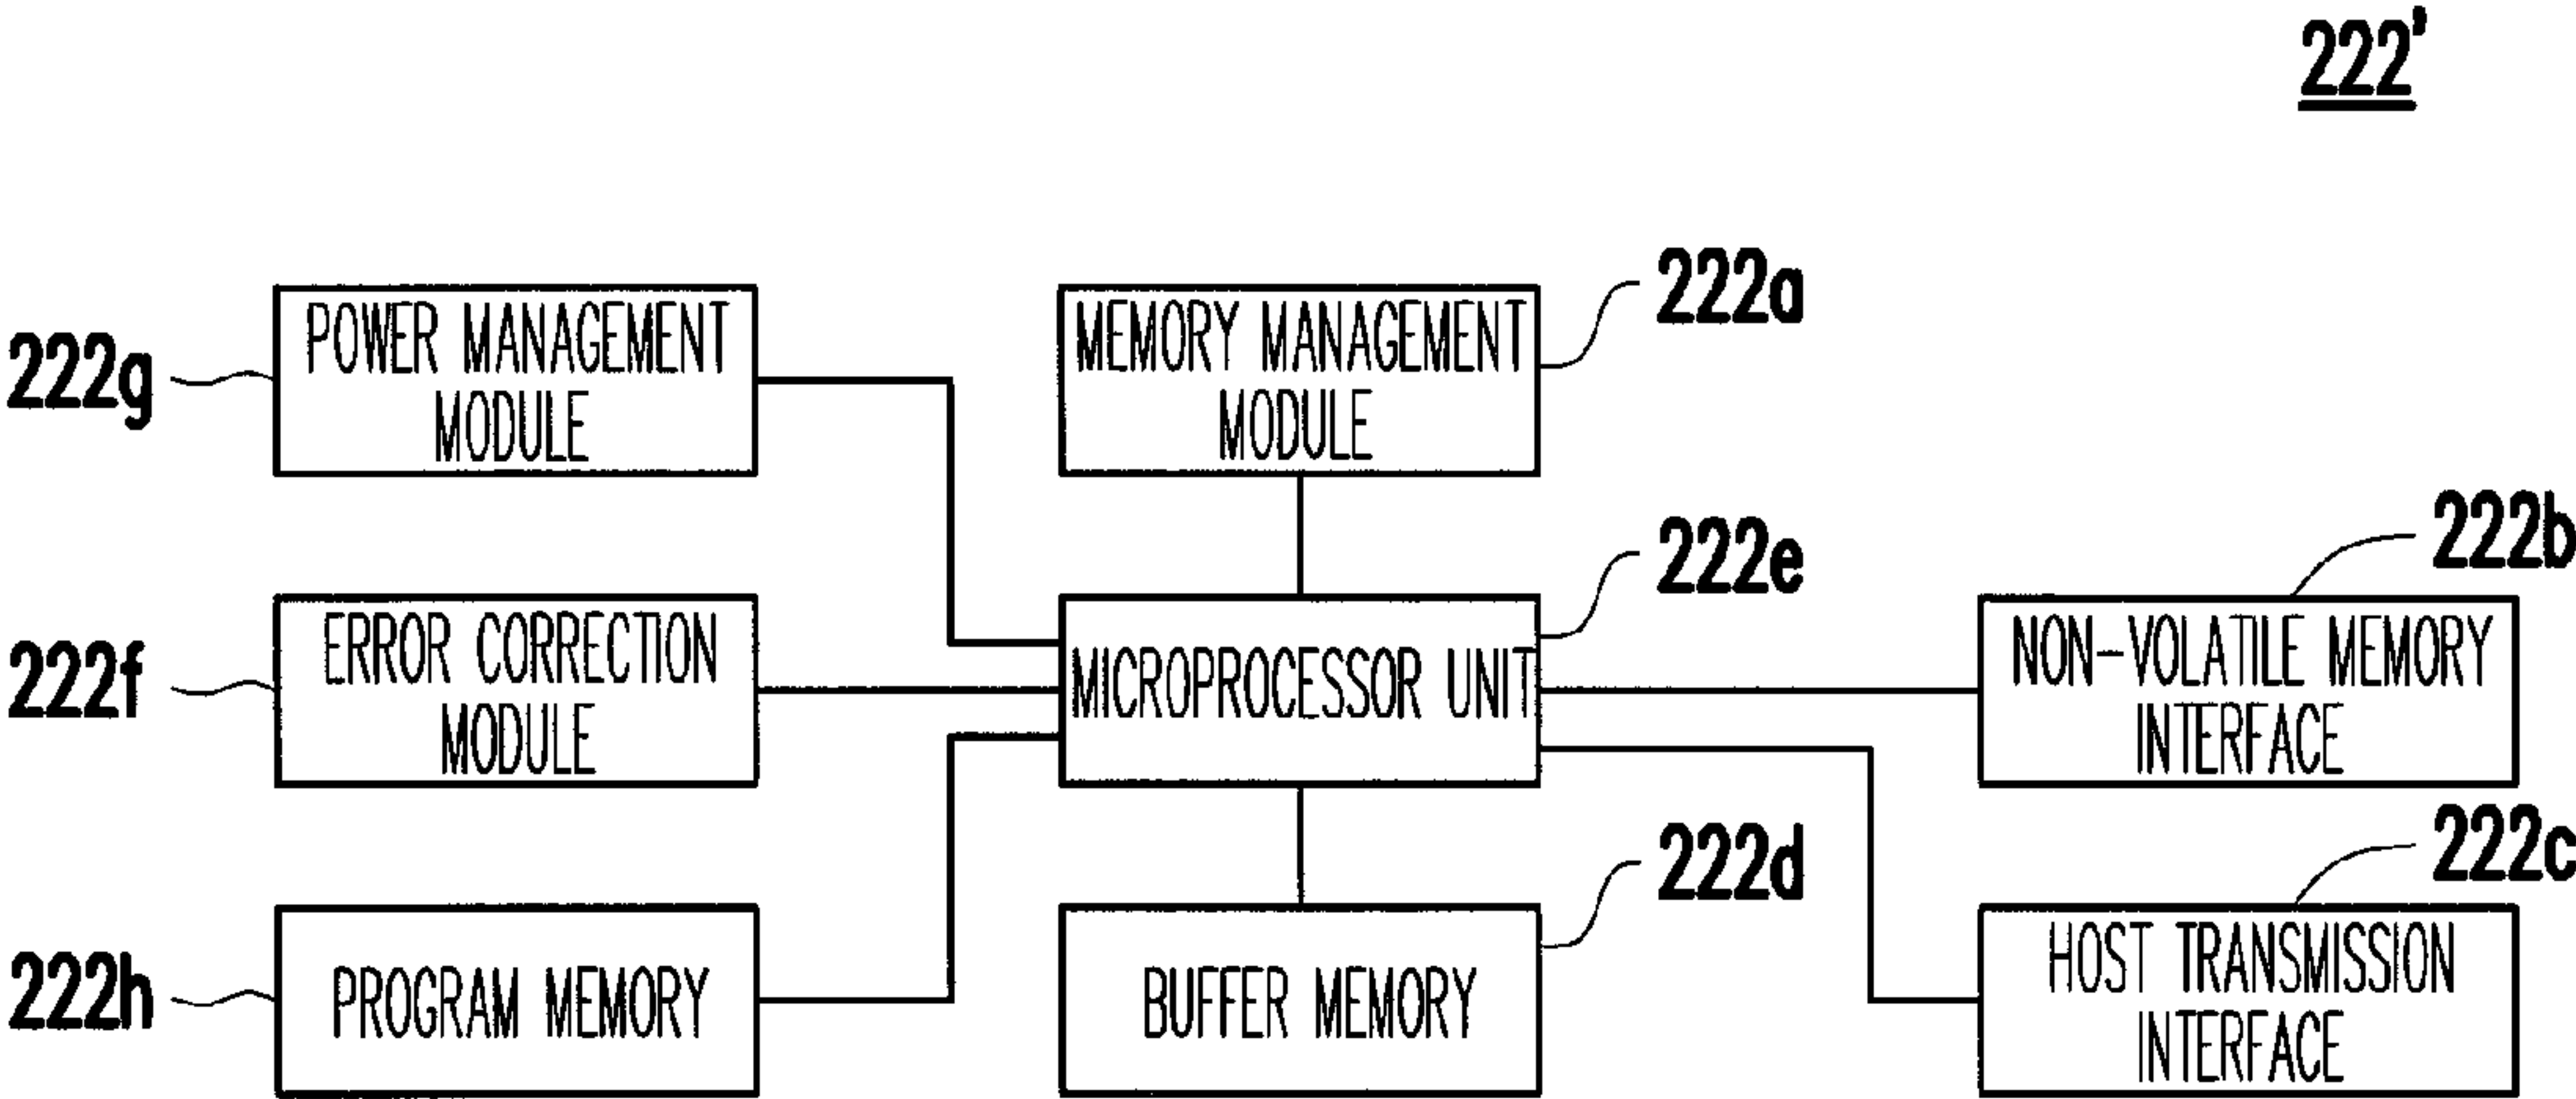 222'
222g
POWER MANAGEMENT
MODULE
MEMORY MANAGEMENT
MODULE
222a
222f
ERROR CORRECTION
MODULE
MICROPROCESSOR UNIT
222e
NON-VOLATILE MEMORY
INTERFACE
222b
222h
PROGRAM MEMORY
BUFFER MEMORY
222d
HOST TRANSMISSION
INTERFACE
222c